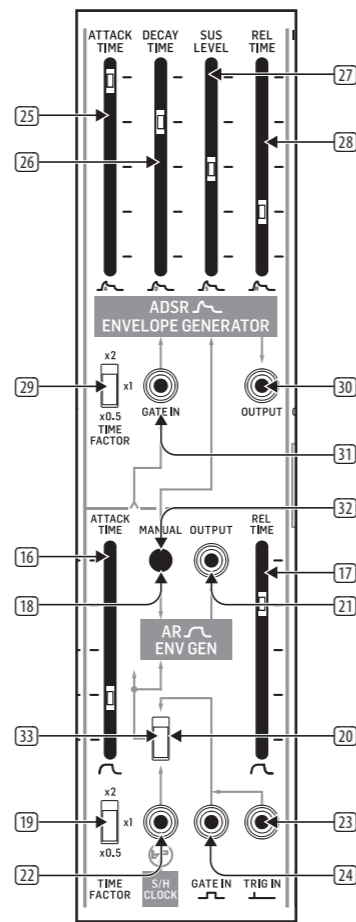 ATTACK TIME
DECAY TIME
SUS LEVEL
REL TIME
27
25
28
26
A
D
S
R
ADSR
ENVELOPE GENERATOR
x2
29
x1
30
x0.5
TIME FACTOR
GATE IN
OUTPUT
31
32
ATTACK TIME
MANUAL
OUTPUT
REL TIME
16
17
18
21
AR
ENV GEN
33
20
x2
19
x1
23
x0.5
22
24
TIME FACTOR
S/H CLOCK
GATE IN
TRIG IN